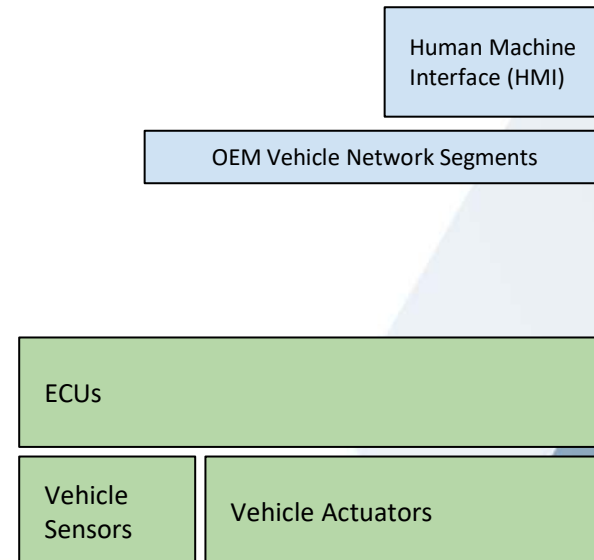 Human Machine
Interface (HMI)
OEM Vehicle Network Segments
ECUs
Vehicle
Sensors
Vehicle Actuators